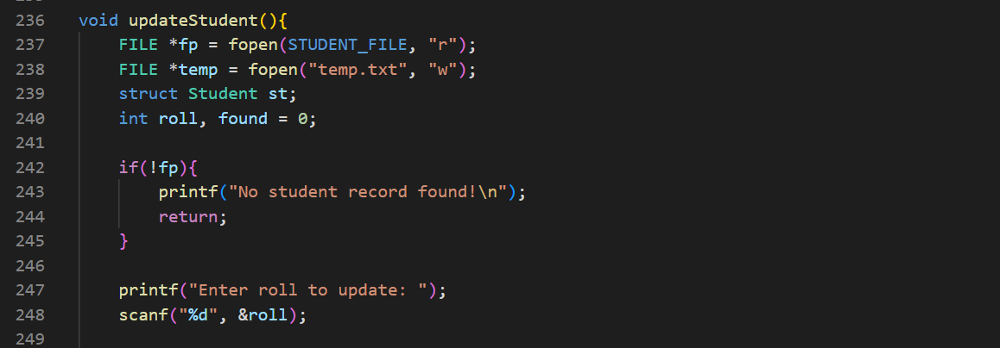 236 void updateStudent(){
237     FILE *fp = fopen(STUDENT_FILE, "r");
238     FILE *temp = fopen("temp.txt", "w");
239     struct Student st;
240     int roll, found = 0;
241
242     if(!fp){
243         printf("No student record found!\n");
244         return;
245     }
246
247     printf("Enter roll to update: ");
248     scanf("%d", &roll);
249